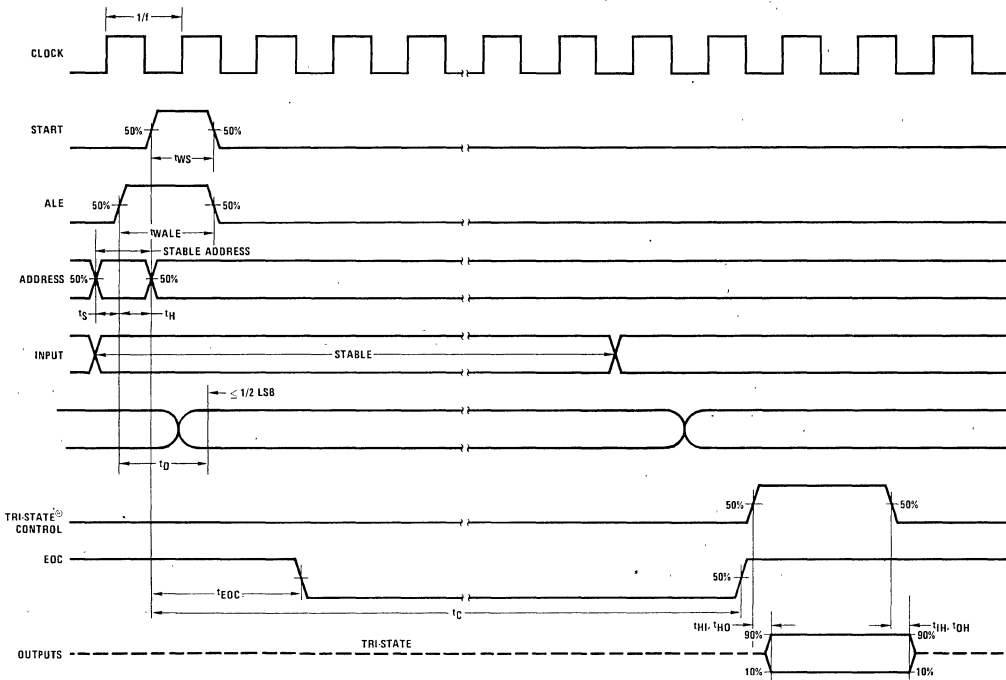 1/f
CLOCK
START
50%
50%
tWS
ALE
50%
50%
tWALE
STABLE ADDRESS
ADDRESS
50%
50%
tS
tH
INPUT
STABLE
≤ 1/2 LSB
tD
TRI-STATE®
CONTROL
50%
50%
EOC
50%
tEOC
tC
tHI, tHO
tIH, tOH
90%
90%
OUTPUTS
TRI-STATE
10%
10%